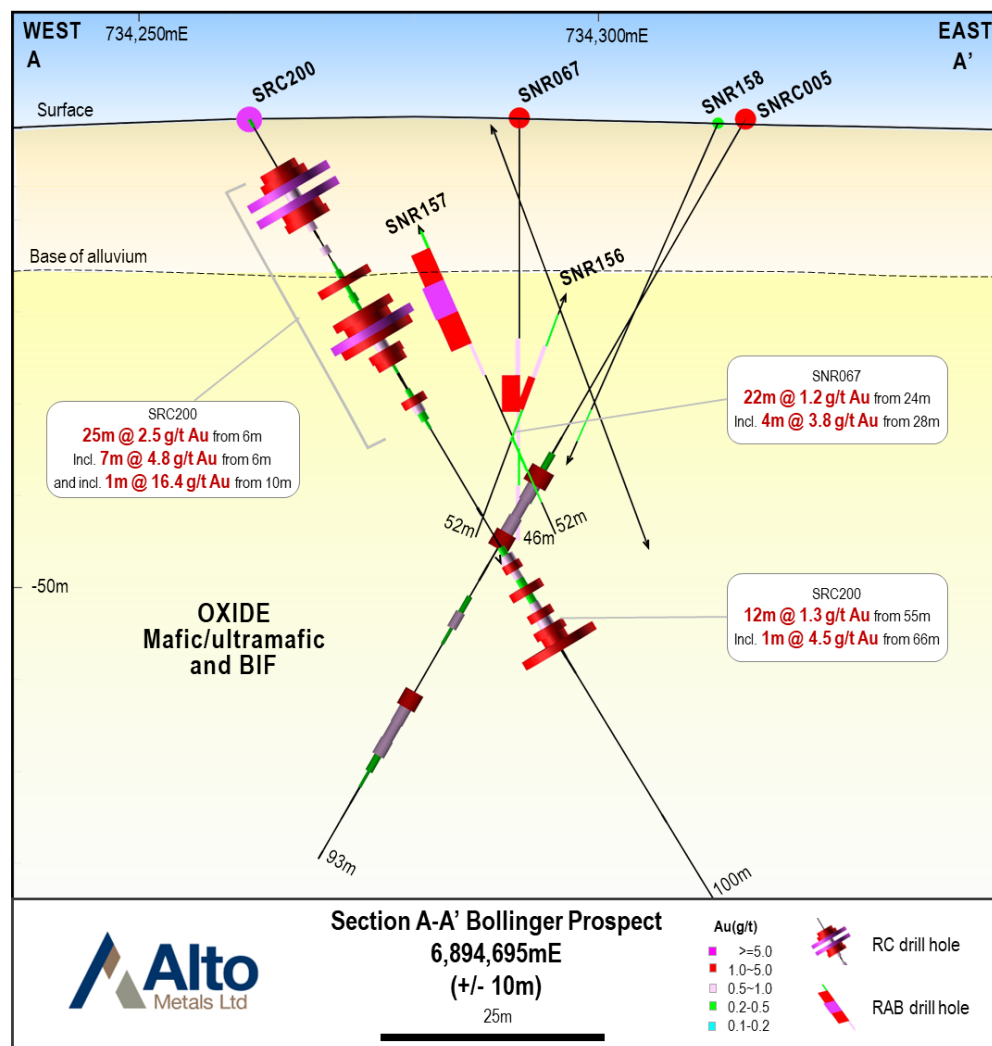 WEST
A
734,250mE
734,300mE
EAST
A'
SRC200
SNR067
SNR158
SNRC005
Surface
SNR157
Base of alluvium
SNR156
SRC200
25m @ 2.5 g/t Au from 6m
Incl. 7m @ 4.8 g/t Au from 6m
and incl. 1m @ 16.4 g/t Au from 10m
SNR067
22m @ 1.2 g/t Au from 24m
Incl. 4m @ 3.8 g/t Au from 28m
52m
46m
52m
-50m
OXIDE
Mafic/ultramafic
and BIF
SRC200
12m @ 1.3 g/t Au from 55m
Incl. 1m @ 4.5 g/t Au from 66m
93m
100m
Alto
Metals Ltd
Section A-A' Bollinger Prospect
6,894,695mE
(+/- 10m)
25m
Au(g/t)
>=5.0
1.0~5.0
0.5~1.0
0.2-0.5
0.1-0.2
RC drill hole
RAB drill hole